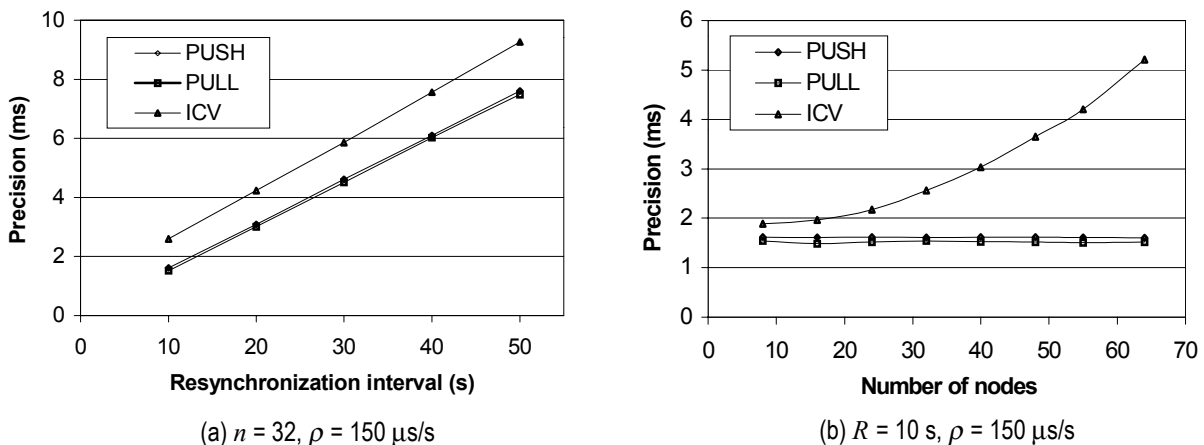 10
8
6
4
2
0
Precision (ms)
PUSH
PULL
ICV
0 10 20 30 40 50
Resynchronization interval (s)
(a) n = 32, ρ = 150 μs/s
6
5
4
3
2
1
0
Precision (ms)
PUSH
PULL
ICV
0 10 20 30 40 50 60 70
Number of nodes
(b) R = 10 s, ρ = 150 μs/s